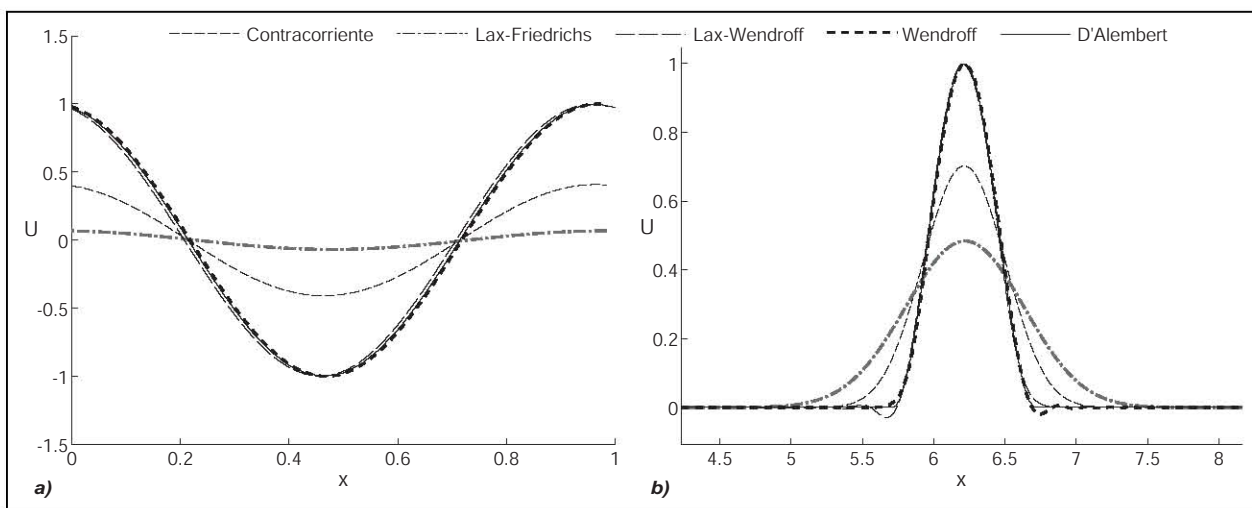 Contracorriente Lax-Friedrichs Lax-Wendroff Wendroff D'Alembert
1.5
1
0.5
0
-0.5
-1
-1.5
U
0 0.2 0.4 0.6 0.8 1
x
a)
1
0.8
0.6
0.4
0.2
0
U
4.5 5 5.5 6 6.5 7 7.5 8
x
b)